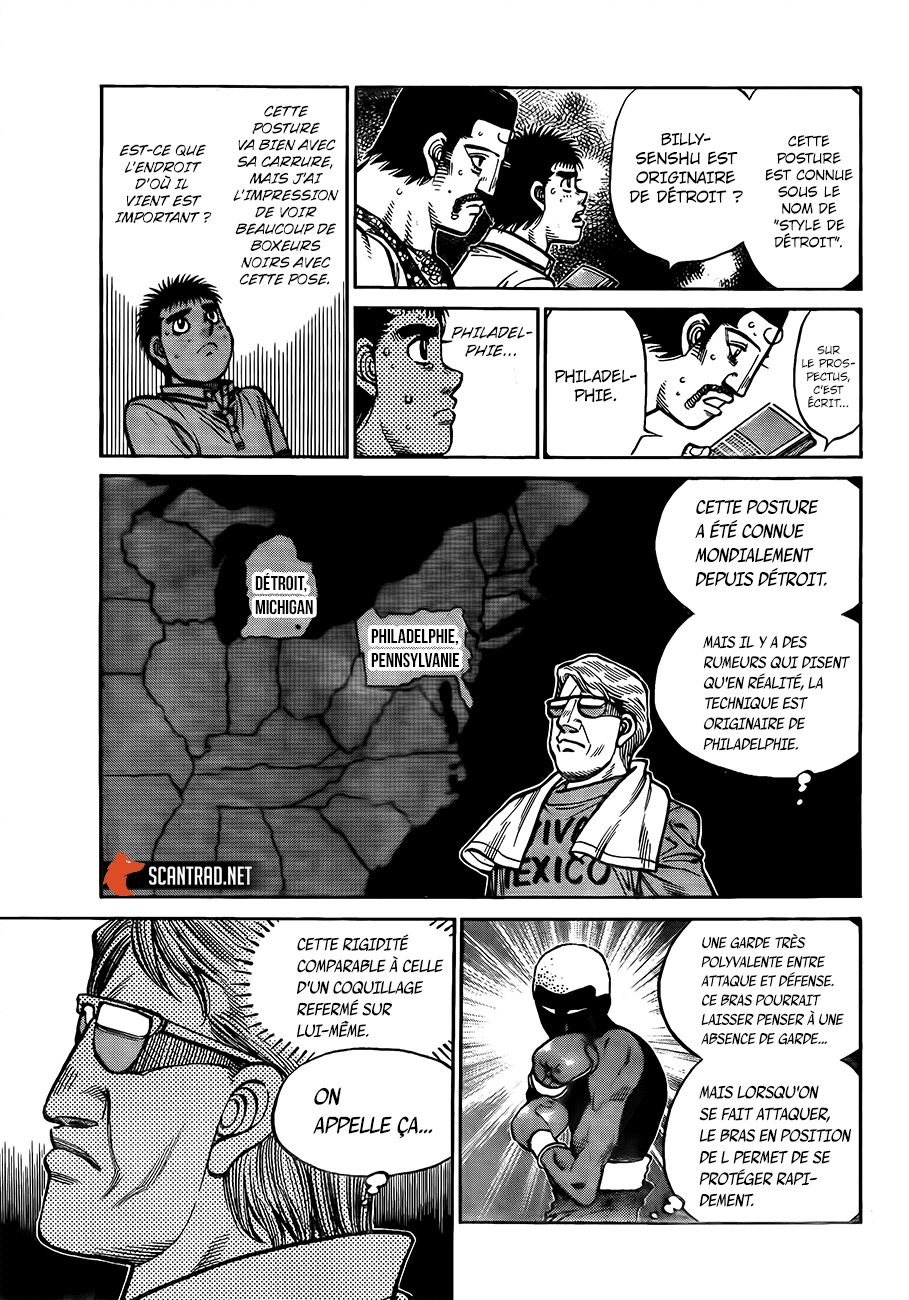 CETTE
POSTURE
EST CONNUE
SOUS LE
NOM DE
"STYLE DE
DÉTROIT".
BILLY-
SENSHU EST
ORIGINAIRE
DE DÉTROIT ?
CETTE
POSTURE
VA BIEN AVEC
SA CARRURE,
MAIS J'AI
L'IMPRESSION
DE VOIR
BEAUCOUP DE
BOXEURS
NOIRS AVEC
CETTE POSE.
EST-CE QUE
L'ENDROIT
D'OÙ IL
VIENT EST
IMPORTANT ?
SUR
LE PROS-
PECTUS,
C'EST
ÉCRIT...
PHILADEL-
PHIE.
PHILADEL-
PHIE...
CETTE POSTURE
A ÉTÉ CONNUE
MONDIALEMENT
DEPUIS DÉTROIT.
MAIS IL Y A DES
RUMEURS QUI DISENT
QU'EN RÉALITÉ, LA
TECHNIQUE EST
ORIGINAIRE DE
PHILADELPHIE.
DÉTROIT,
MICHIGAN
PHILADELPHIE,
PENNSYLVANIE
VIVA
MEXICO
SCANTRAD.NET
UNE GARDE TRÈS
POLYVALENTE ENTRE
ATTAQUE ET DÉFENSE.
CE BRAS POURRAIT
LAISSER PENSER À UNE
ABSENCE DE GARDE...
MAIS LORSQU'ON
SE FAIT ATTAQUER,
LE BRAS EN POSITION
DE L PERMET DE SE
PROTÉGER RAPI-
DEMENT.
CETTE RIGIDITÉ
COMPARABLE À CELLE
D'UN COQUILLAGE
REFERMÉ SUR
LUI-MÊME.
ON
APPELLE ÇA...